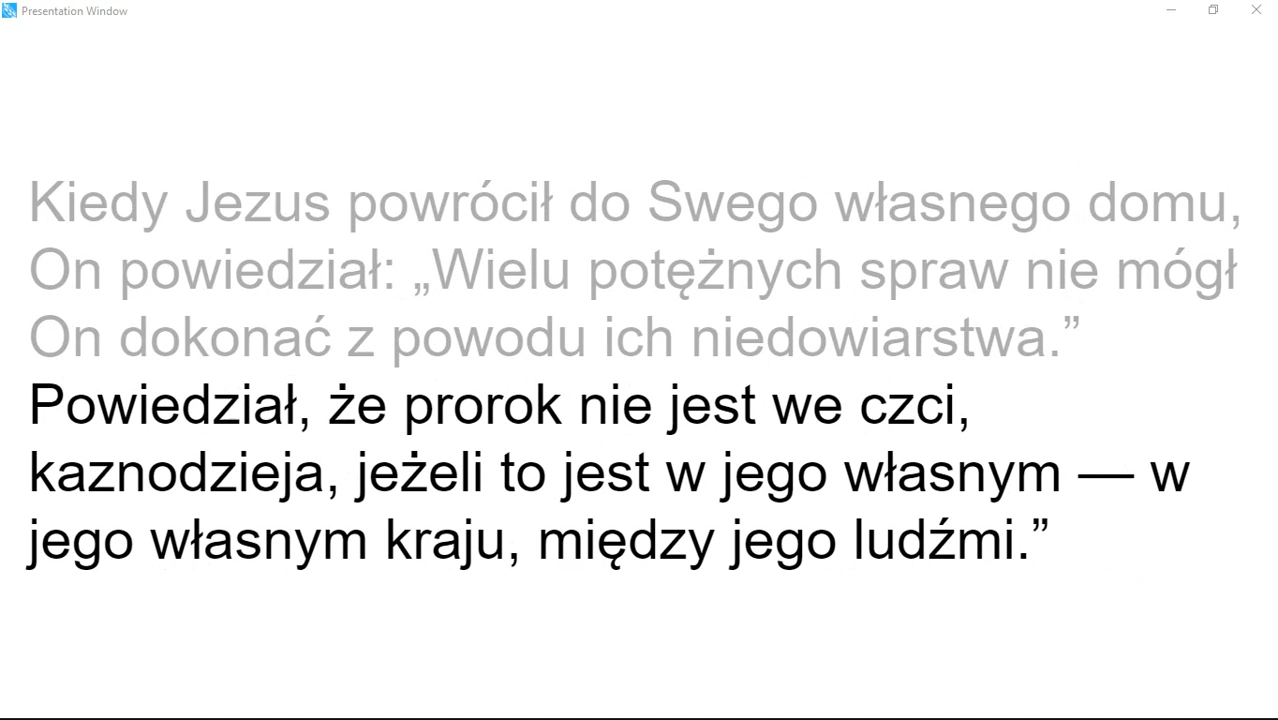 Presentation Window
Kiedy Jezus powrócił do Swego własnego domu,
On powiedział: „Wielu potężnych spraw nie mógł
On dokonać z powodu ich niedowiarstwa.”
Powiedział, że prorok nie jest we czci,
kaznodzieja, jeżeli to jest w jego własnym — w
jego własnym kraju, między jego ludźmi.”